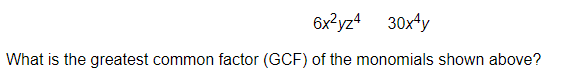 6x²yz⁴ 30x⁴y
What is the greatest common factor (GCF) of the monomials shown above?